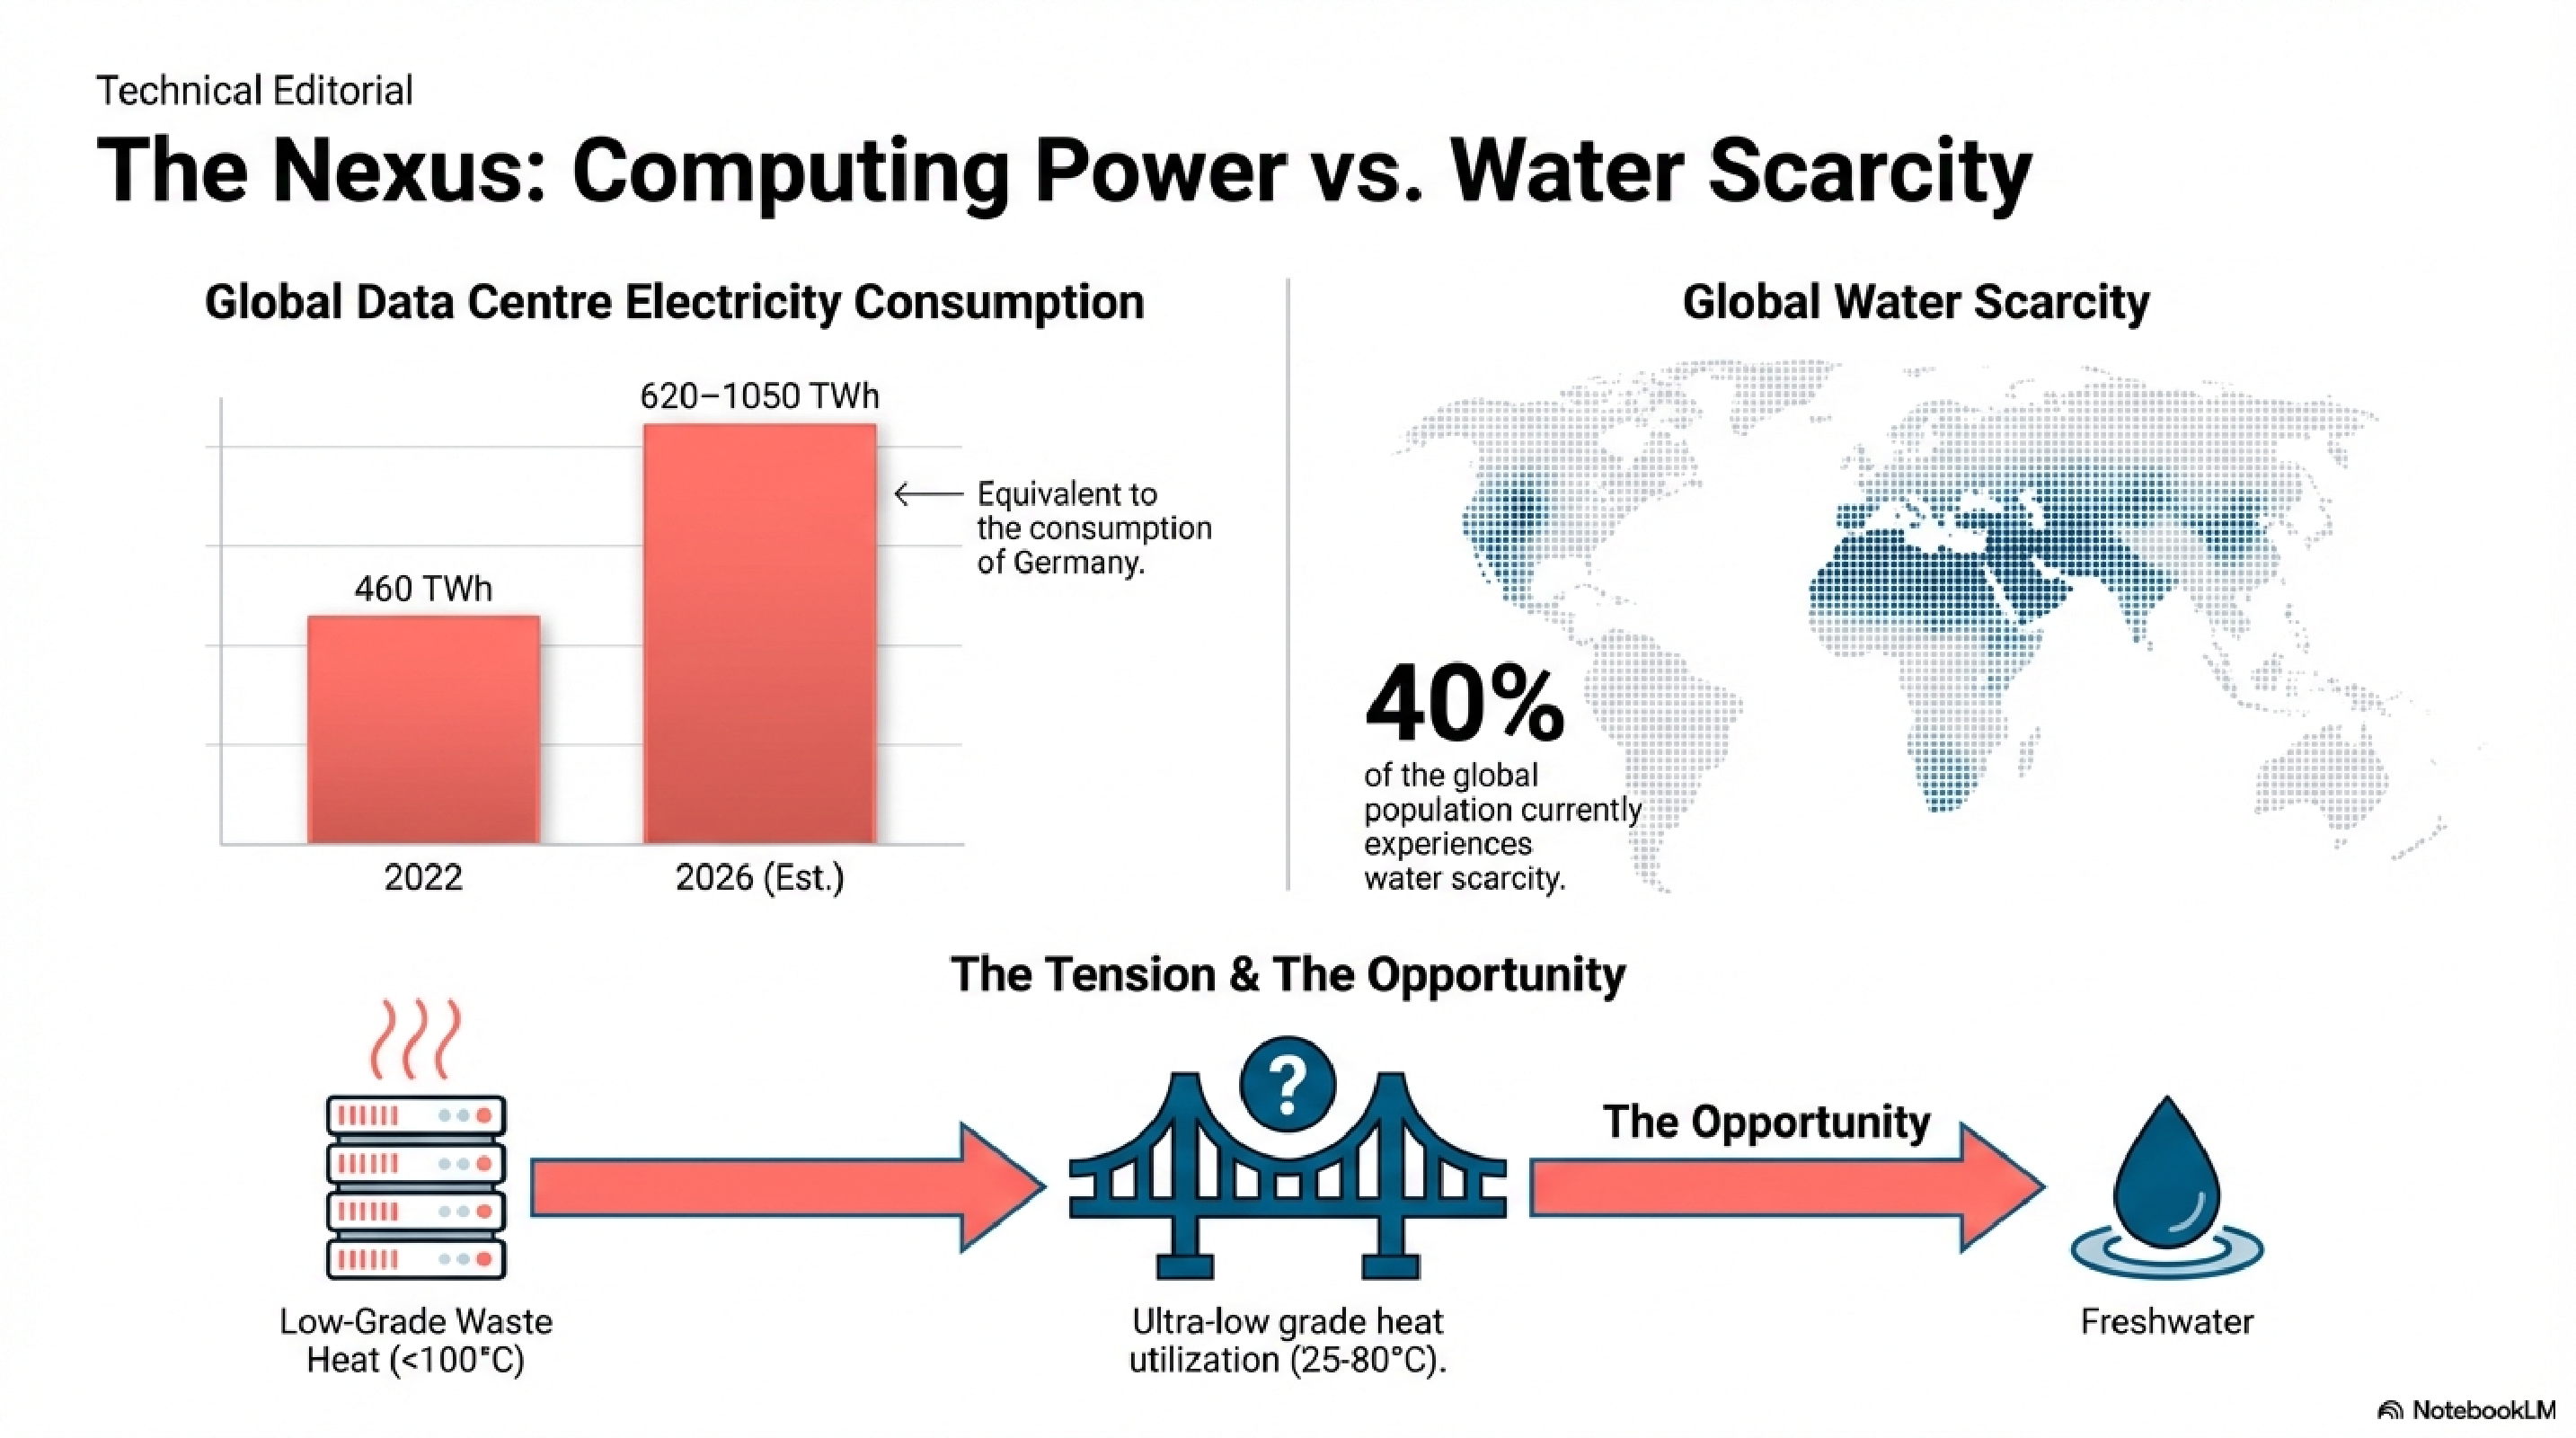 Technical Editorial
The Nexus: Computing Power vs. Water Scarcity
Global Data Centre Electricity Consumption
620–1050 TWh
460 TWh
Equivalent to
the consumption
of Germany.
2022
2026 (Est.)
Global Water Scarcity
40%
of the global
population currently
experiences
water scarcity.
The Tension & The Opportunity
?
The Opportunity
Low-Grade Waste
Heat (<100°C)
Ultra-low grade heat
utilization (25-80°C).
Freshwater
NotebookLM